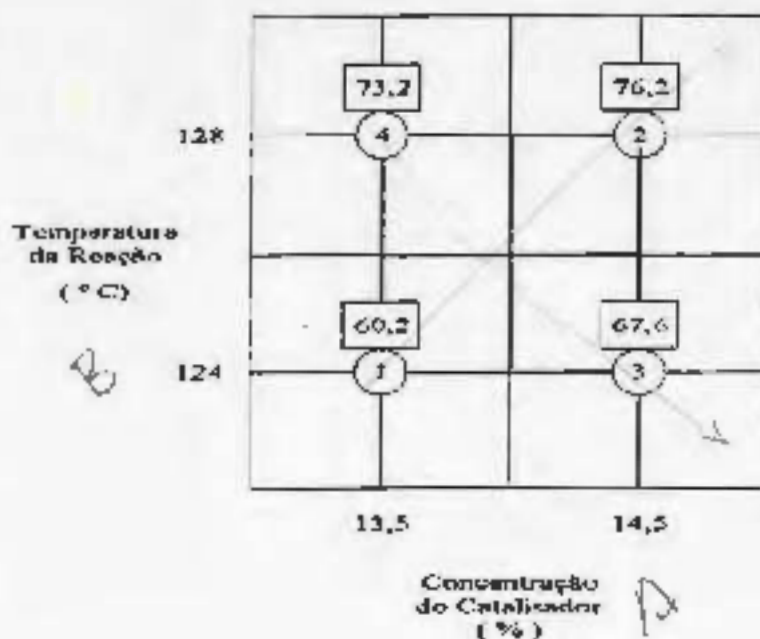 73,2 76,2
128 4 2
Temperatura
da Reação
( ° C)
60,2 67,6
124 1 3
13,5 14,5
Concentração
do Catalisador
( % )